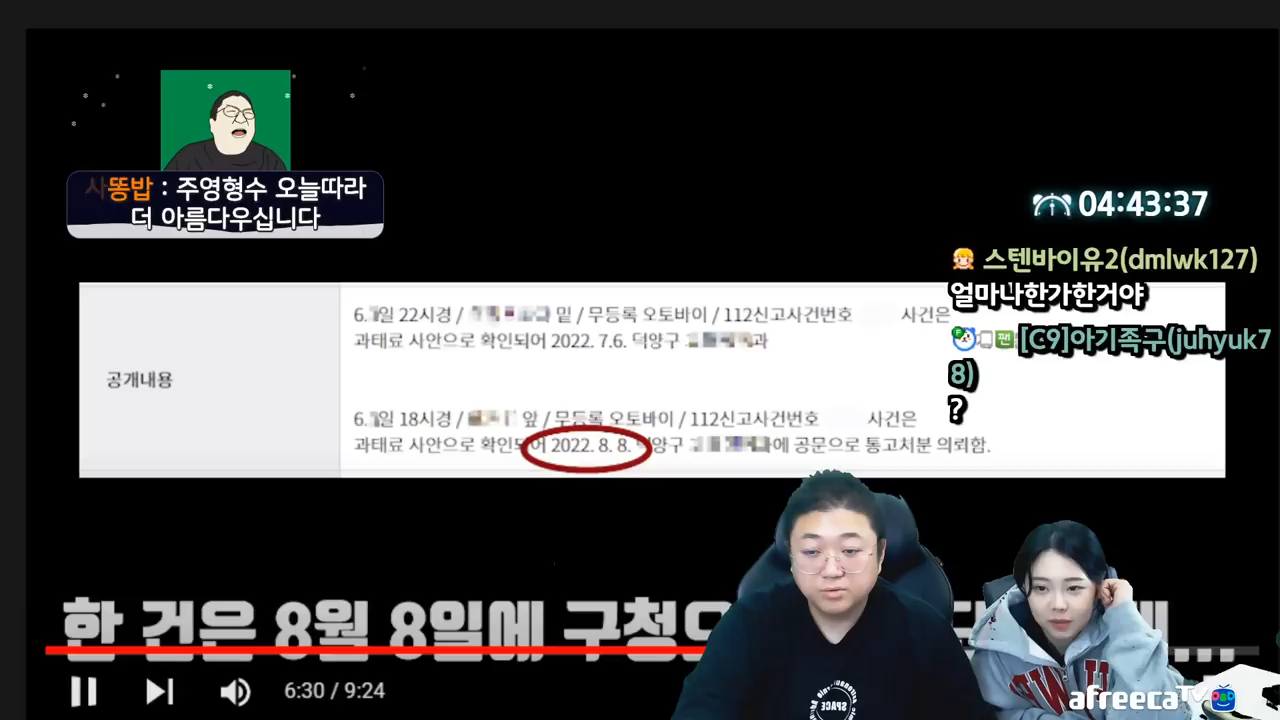 사똥밥 : 주영형수 오늘따라
더 아름다우십니다
04:43:37
스텐바이유2(dmlwk127)
얼마나한가한거야
[C9]아기족구(juhyuk7
8)
?
공개내용
6. 일 22시경 / 밑 / 무등록 오토바이 / 112신고사건번호 사건은
과태료 사안으로 확인되어 2022. 7.6. 덕양구 과
6. 일 18시경 / 앞 / 무등록 오토바이 / 112신고사건번호 사건은
과태료 사안으로 확인되어 2022. 8. 8. 덕양구 에 공문으로 통고처분 의뢰함.
한 건은 8월 8일에
6:30 / 9:24
SPACE
afreecaTV